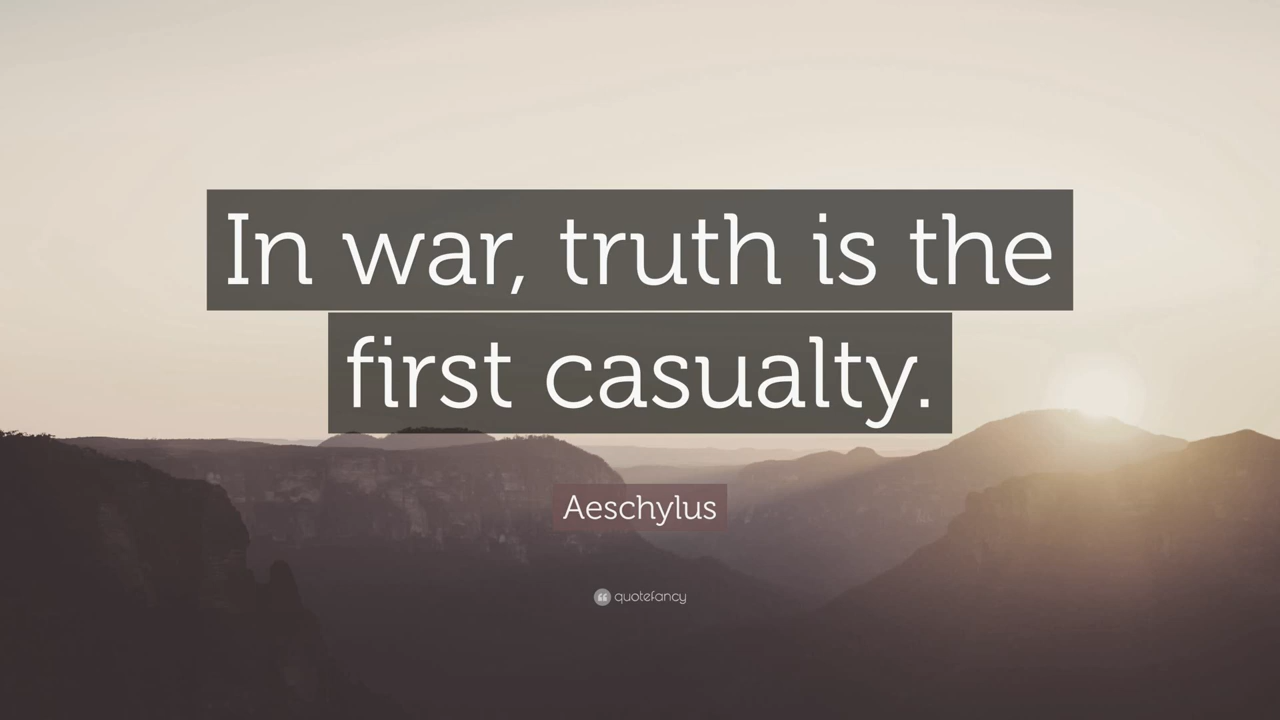 In war, truth is the
first casualty.
Aeschylus
quotefancy